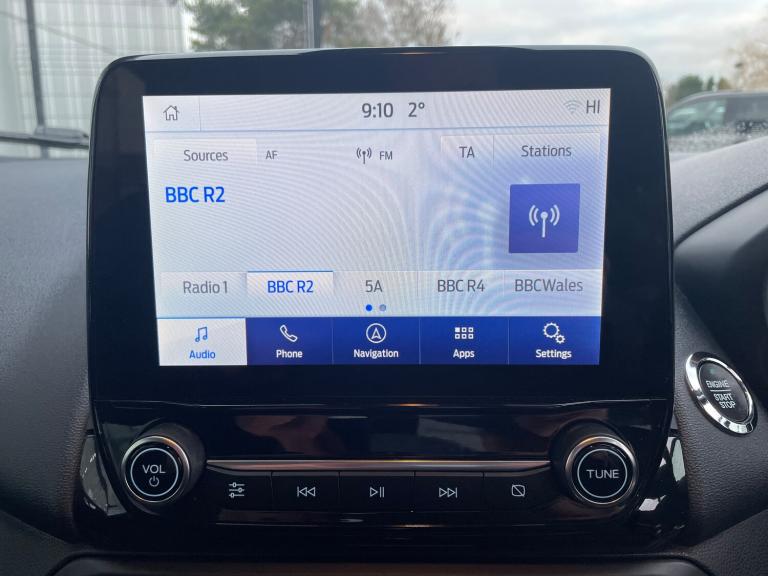 9:10 2° HI
Sources AF FM TA Stations
BBC R2
Radio 1 BBC R2 5A BBC R4 BBCWales
Audio Phone Navigation Apps Settings
ENGINE
START
STOP
VOL
TUNE